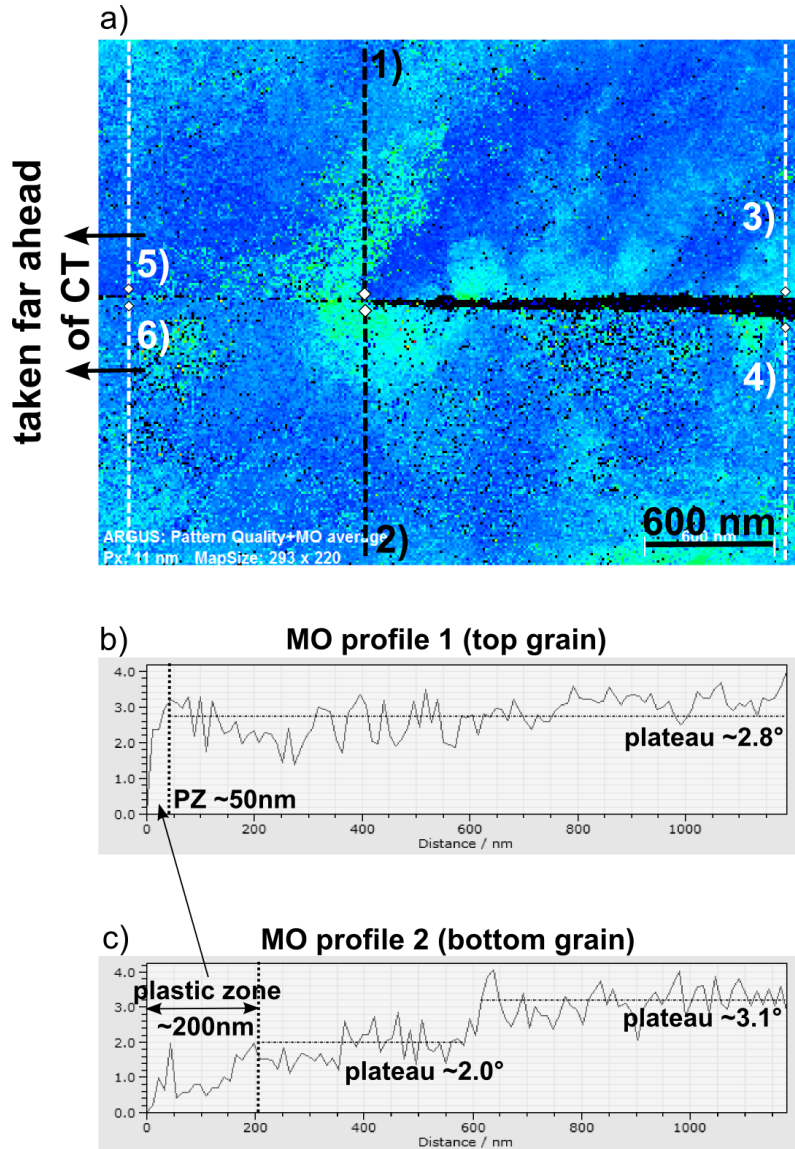 a)
1)
3)
5)
6)
4)
2)
taken far ahead
of CT
ARGUS: Pattern Quality+MO average
Px: 11 nm MapSize: 293 x 220
600 nm
600 nm
b)
MO profile 1 (top grain)
4.0
3.0
2.0
1.0
0.0
plateau ~2.8°
PZ ~50nm
0
200
400
600
800
1000
Distance / nm
c)
MO profile 2 (bottom grain)
4.0
3.0
2.0
1.0
0.0
plastic zone
~200nm
plateau ~2.0°
plateau ~3.1°
0
200
400
600
800
1000
Distance / nm